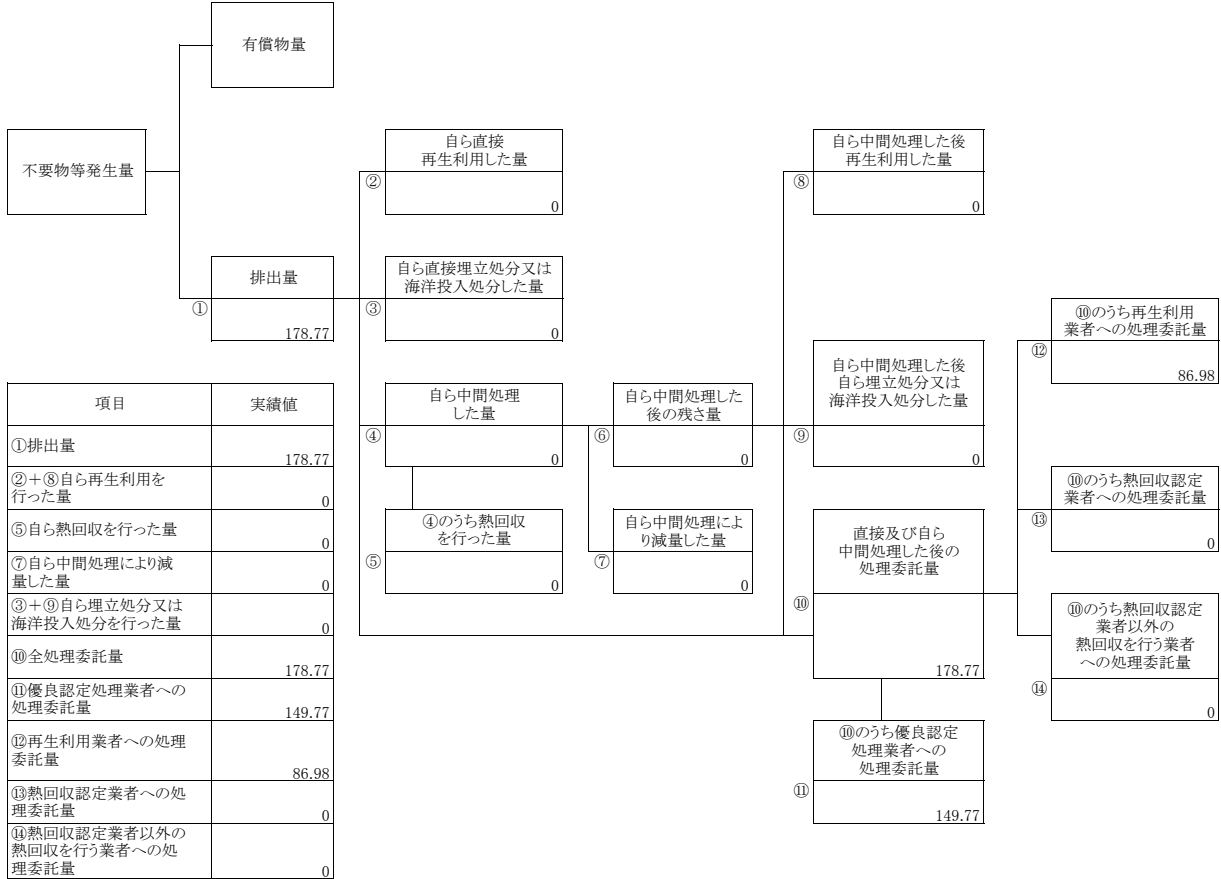 有償物量
不要物等発生量
自ら直接
再生利用した量
②
0
自ら中間処理した後
再生利用した量
⑧
0
排出量
①
178.77
自ら直接埋立処分又は
海洋投入処分した量
③
0
自ら中間処理
した量
④
0
自ら中間処理した
後の残さ量
⑥
0
自ら中間処理した後
自ら埋立処分又は
海洋投入処分した量
⑨
0
⑩のうち再生利用
業者への処理委託量
⑫
86.98
④のうち熱回収
を行った量
⑤
0
自ら中間処理によ
り減量した量
⑦
0
直接及び自ら
中間処理した後の
処理委託量
⑩
178.77
⑩のうち熱回収認定
業者への処理委託量
⑬
0
⑩のうち熱回収認定
業者以外の
熱回収を行う業者
への処理委託量
⑭
0
⑩のうち優良認定
処理業者への
処理委託量
⑪
149.77
項目 実績値
①排出量
178.77
②+⑧自ら再生利用を
行った量
0
⑤自ら熱回収を行った量
0
⑦自ら中間処理により減
量した量
0
③+⑨自ら埋立処分又は
海洋投入処分を行った量
0
⑩全処理委託量
178.77
⑪優良認定処理業者への
処理委託量
149.77
⑫再生利用業者への処理
委託量
86.98
⑬熱回収認定業者への処
理委託量
0
⑭熱回収認定業者以外の
熱回収を行う業者への処
理委託量
0